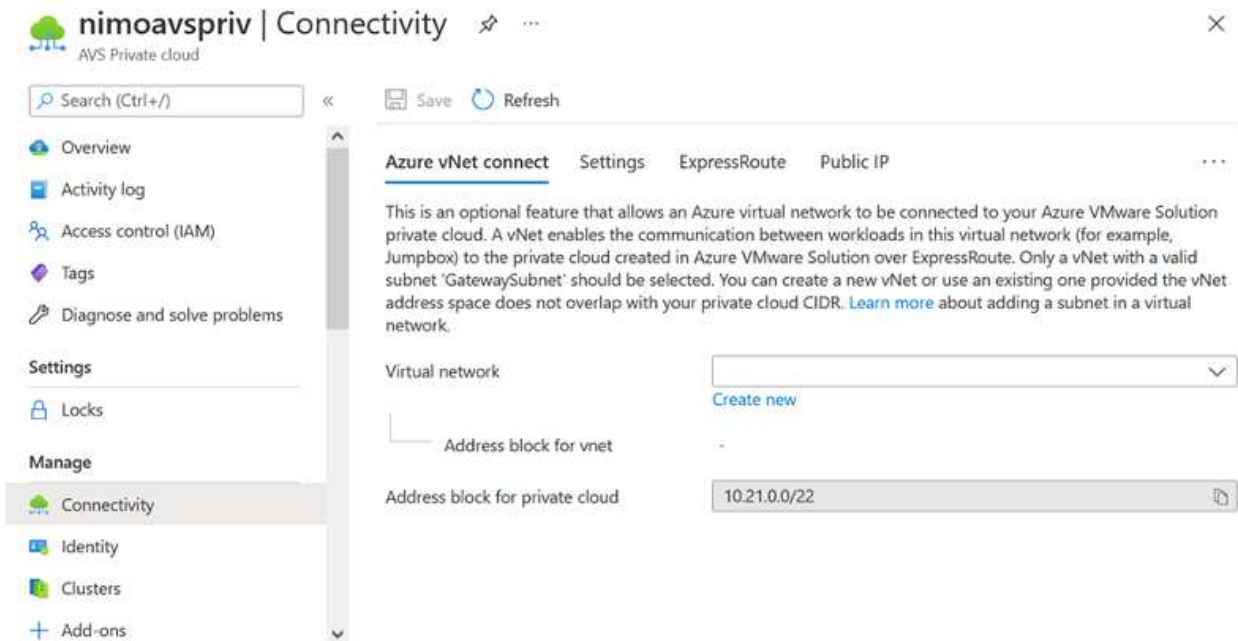 nimoavspriv | Connectivity
AVS Private cloud
Search (Ctrl+/)
Overview
Activity log
Access control (IAM)
Tags
Diagnose and solve problems
Settings
Locks
Manage
Connectivity
Identity
Clusters
Add-ons
Save
Refresh
Azure vNet connect Settings ExpressRoute Public IP
This is an optional feature that allows an Azure virtual network to be connected to your Azure VMware Solution
private cloud. A vNet enables the communication between workloads in this virtual network (for example,
Jumpbox) to the private cloud created in Azure VMware Solution over ExpressRoute. Only a vNet with a valid
subnet 'GatewaySubnet' should be selected. You can create a new vNet or use an existing one provided the vNet
address space does not overlap with your private cloud CIDR. Learn more about adding a subnet in a virtual
network.
Virtual network
Create new
Address block for vnet -
Address block for private cloud 10.21.0.0/22